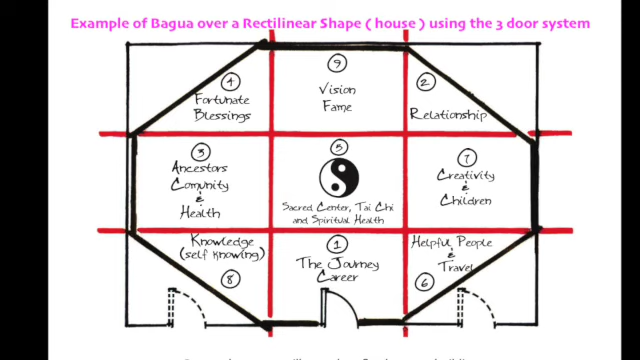 Example of Bagua over a Rectilinear Shape ( house ) using the 3 door system
4
Fortunate
Blessings
9
Vision
Fame
2
Relationship
3
Ancestors
Comunity
&
Health
5
Sacred Center, Tai Chi
and Spiritual Health
7
Creativity
&
Children
Knowledge
(self knowing)
8
1
The Journey
Career
Helpful People
&
Travel
6